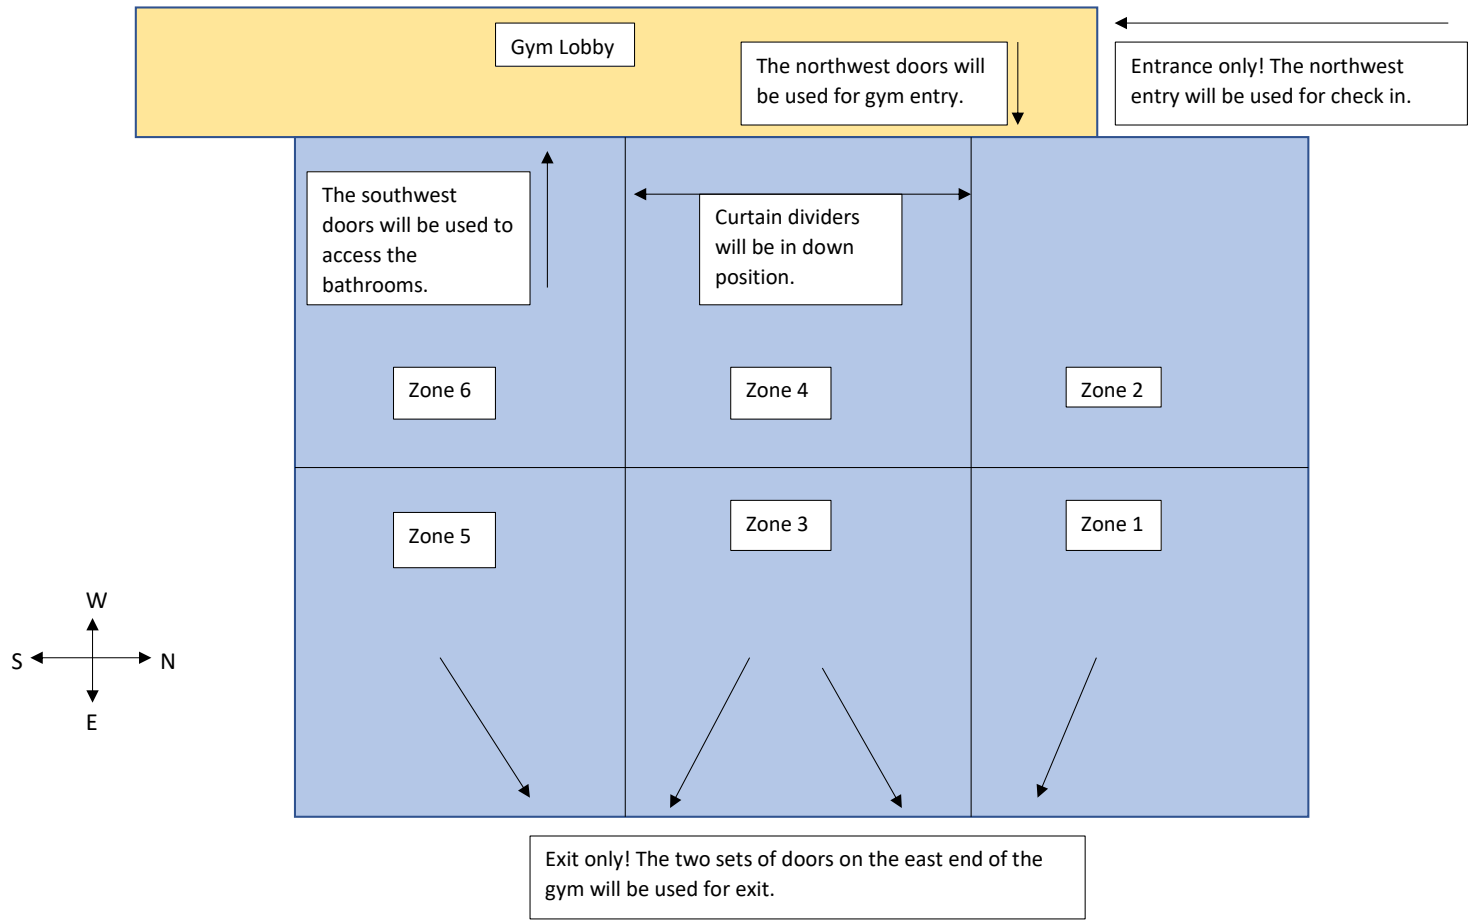 Gym Lobby
The northwest doors will
be used for gym entry.
Entrance only! The northwest
entry will be used for check in.
The southwest
doors will be used to
access the
bathrooms.
Curtain dividers
will be in down
position.
Zone 6
Zone 4
Zone 2
Zone 5
Zone 3
Zone 1
W
S
N
E
Exit only! The two sets of doors on the east end of the
gym will be used for exit.